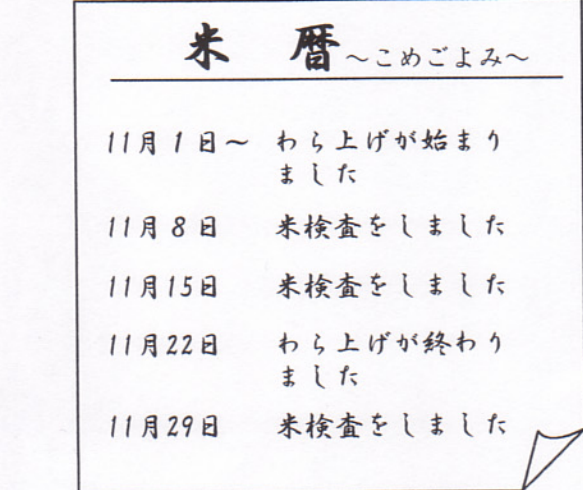 米 暦 ～こめごよみ～
11月1日～ わら上げが始まり
ました
11月8日 米検査をしました
11月15日 米検査をしました
11月22日 わら上げが終わり
ました
11月29日 米検査をしました